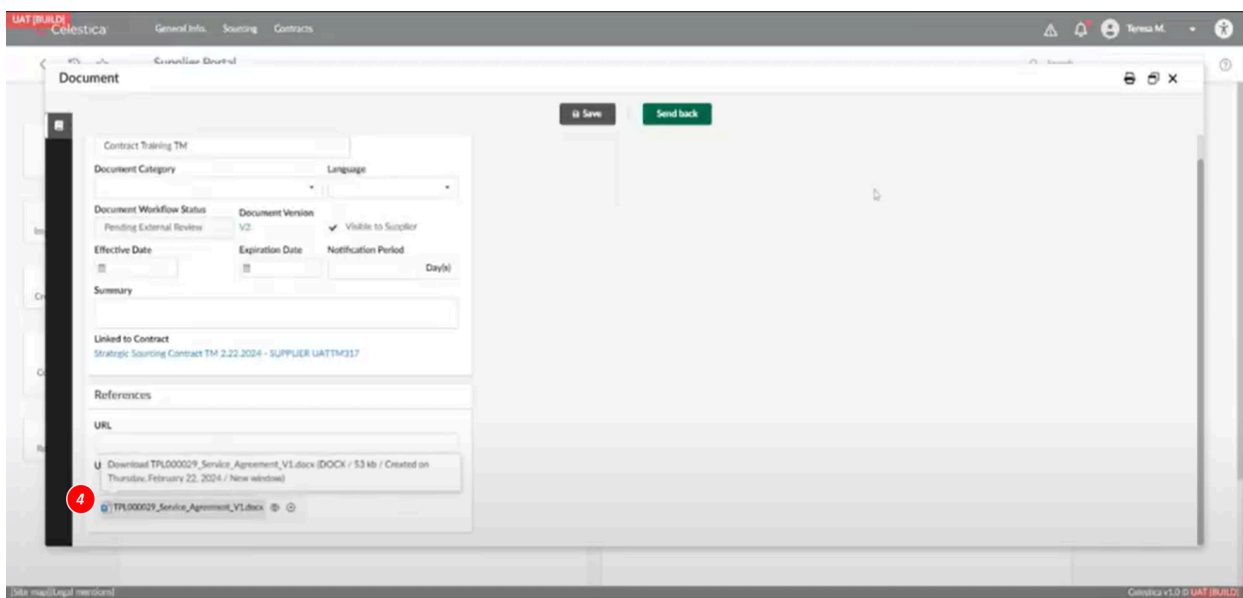 UAT [BUILD]
Celestica General Info. Sourcing Contracts Teresa M.
Supplier Portal Search
Document
Save Send back
Contract Training TM
Document Category Language
Document Workflow Status Document Version
Pending External Review V2. Visible to Supplier
Effective Date Expiration Date Notification Period
Day(s)
Summary
Linked to Contract
Strategic Sourcing Contract TM 2.22.2024 - SUPPLIER UATTM317
References
URL
U Download TPL000029_Service_Agreement_V1.docx (DOCX / 53 kb / Created on
Thursday, February 22, 2024 / New window)
4 TPL000029_Service_Agreement_V1.docx
[Site map][Legal mentions] Celestica v1.0 © UAT [BUILD]